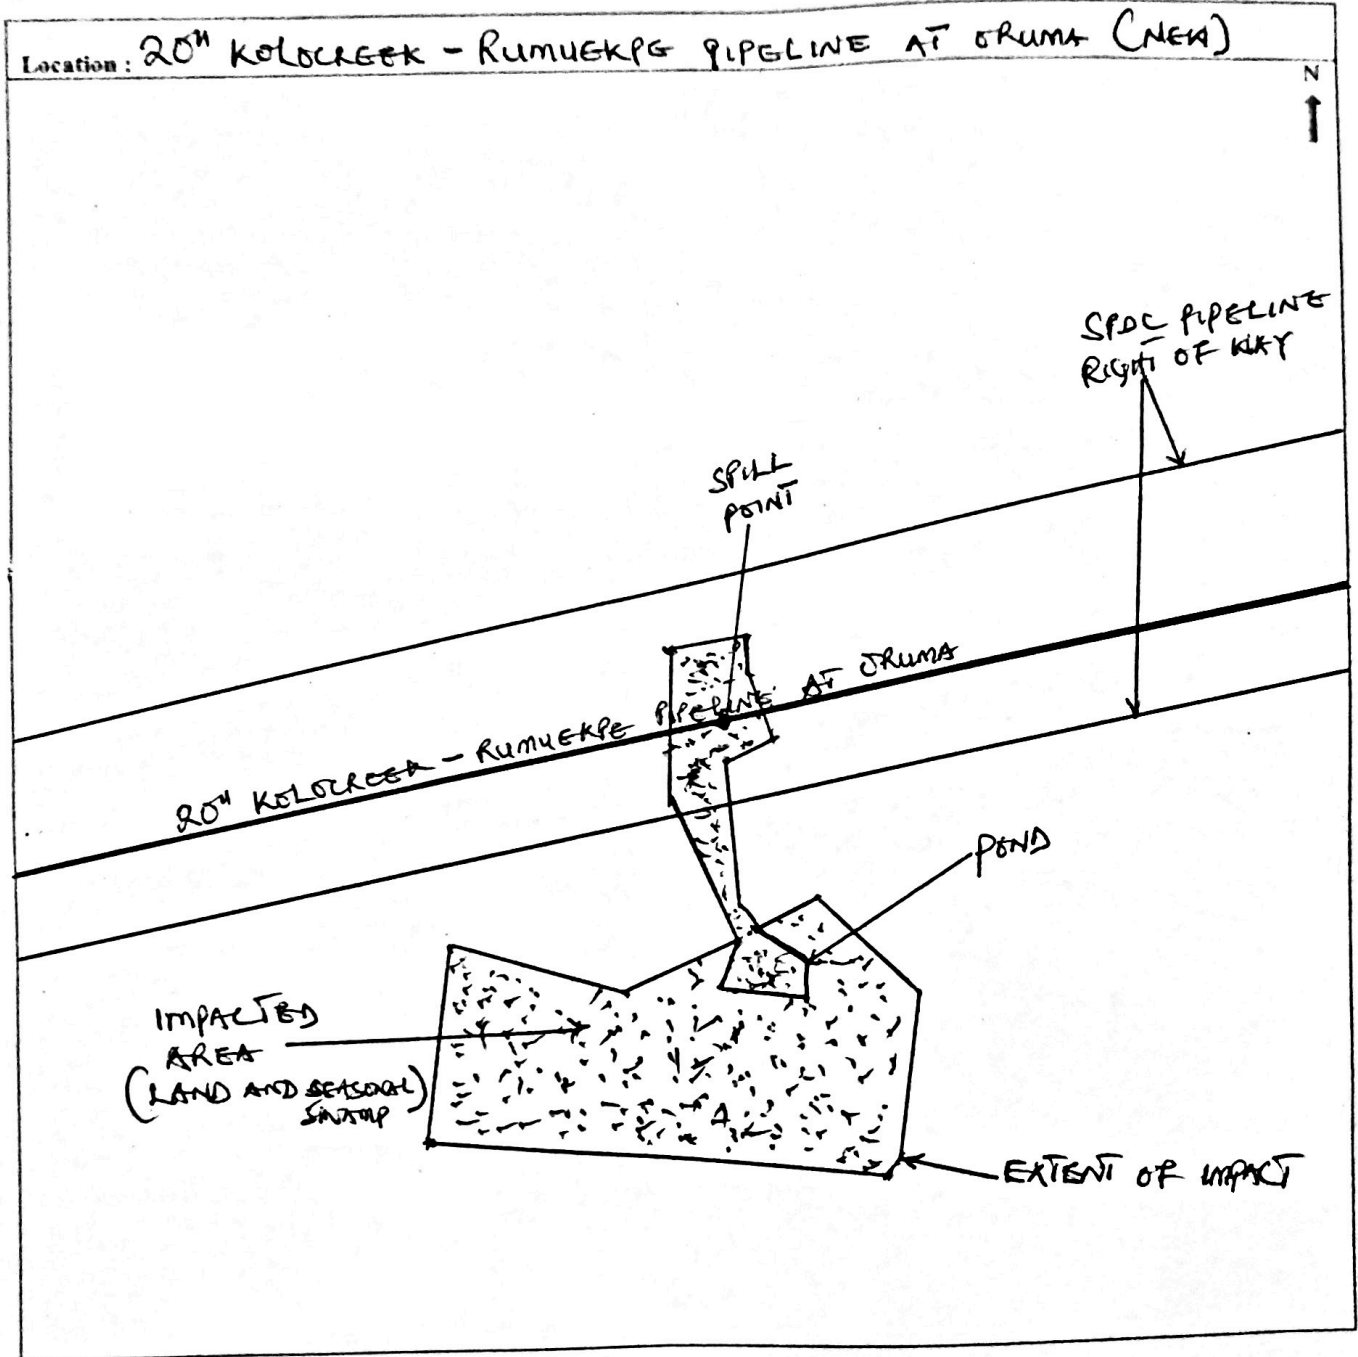 Location : 20" KOLOCREEK - RUMUEKPE PIPELINE AT ORUMA (NEW)
N
SPDC PIPELINE
RIGHT OF WAY
SPILL
POINT
20" KOLOCREEK - RUMUEKPE PIPELINE AT ORUMA
POND
IMPACTED
AREA
(LAND AND SEASONAL)
SWAMP
EXTENT OF IMPACT